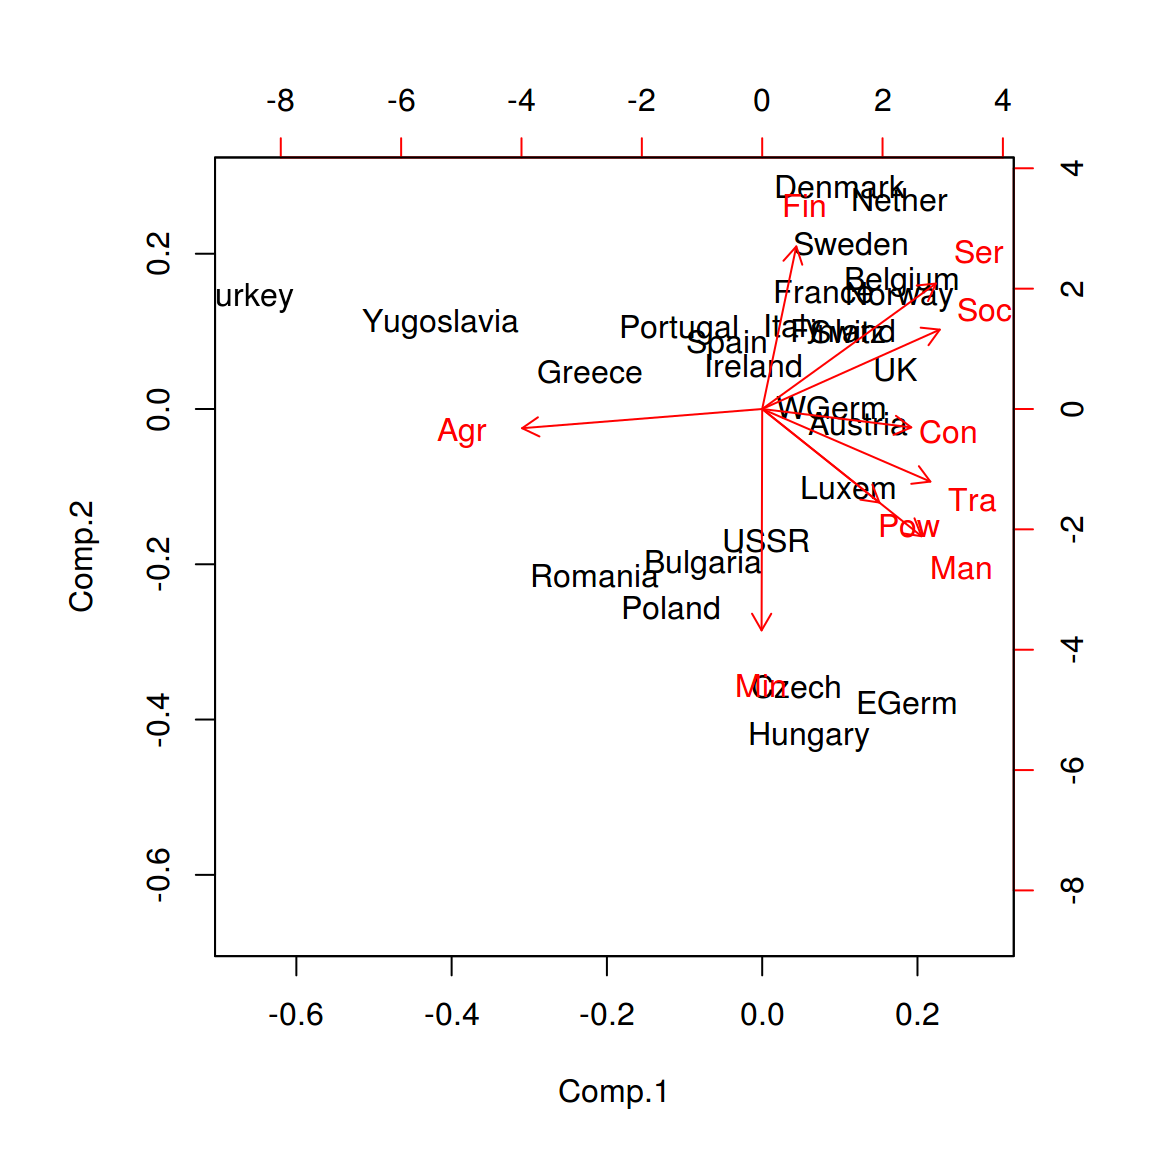 -8 -6 -4 -2 0 2 4
Denmark
Nether
Fin
Sweden
Ser
Belgium
France
Norway
urkey
Soc
Yugoslavia
Portugal
Italy
Finland
Switz
Spain
Ireland
Greece
UK
WGerm
Austria
Agr
Con
Luxem
Tra
Pow
USSR
Bulgaria
Man
Romania
Poland
Min
Czech
EGerm
Hungary
0.2
0.0
-0.2
-0.4
-0.6
Comp.2
4
2
0
-2
-4
-6
-8
-0.6 -0.4 -0.2 0.0 0.2
Comp.1